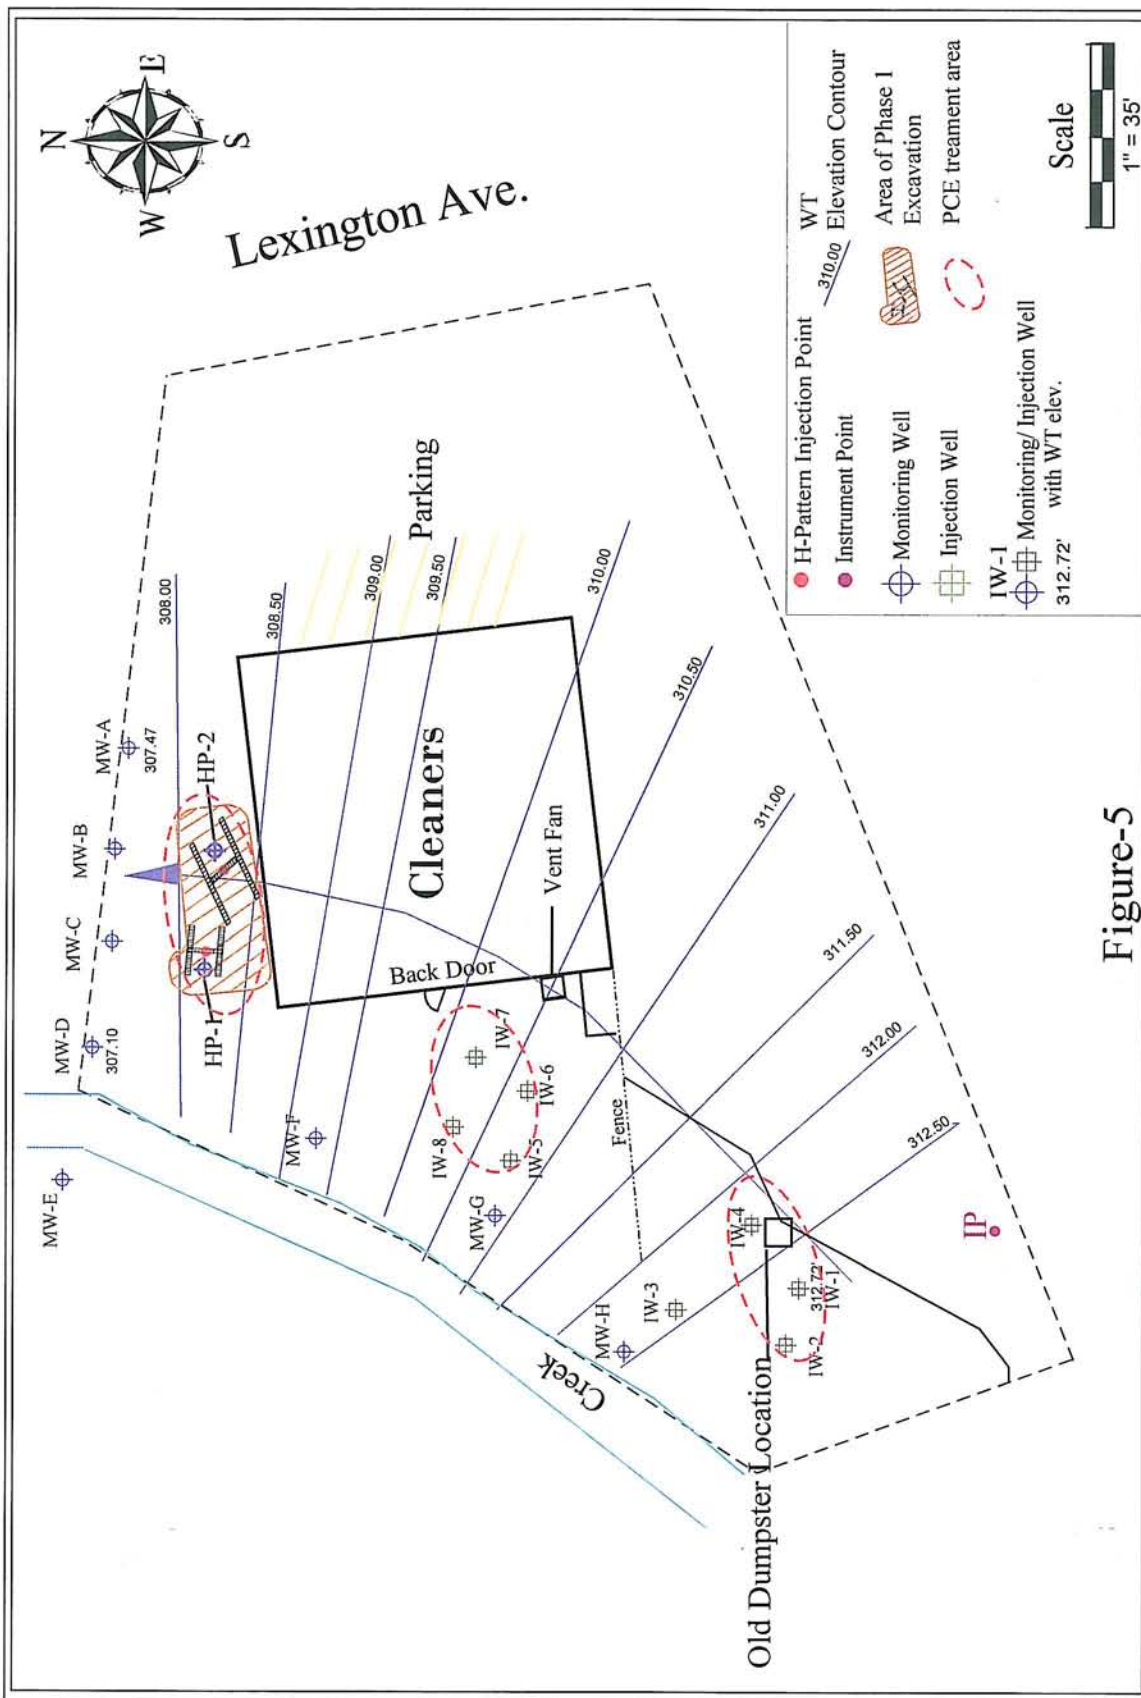 N
E
S
W
Lexington Ave.
Parking
308.00
308.50
309.00
309.50
310.00
310.50
311.00
311.50
312.00
312.50
MW-A
307.47
MW-B
MW-C
MW-D
307.10
MW-E
HP-2
HP-1
Cleaners
Vent Fan
Back Door
MW-F
IW-7
IW-6
IW-8
IW-5
MW-G
Fence
IW-4
IW-3
MW-H
312.72'
IW-1
IW-2
Creek
Old Dumpster Location
IP
H-Pattern Injection Point
Instrument Point
Monitoring Well
Injection Well
IW-1
Monitoring/ Injection Well
with WT elev.
312.72'
310.00
WT
Elevation Contour
Area of Phase 1
Excavation
PCE treament area
Scale
1" = 35'
Figure-5